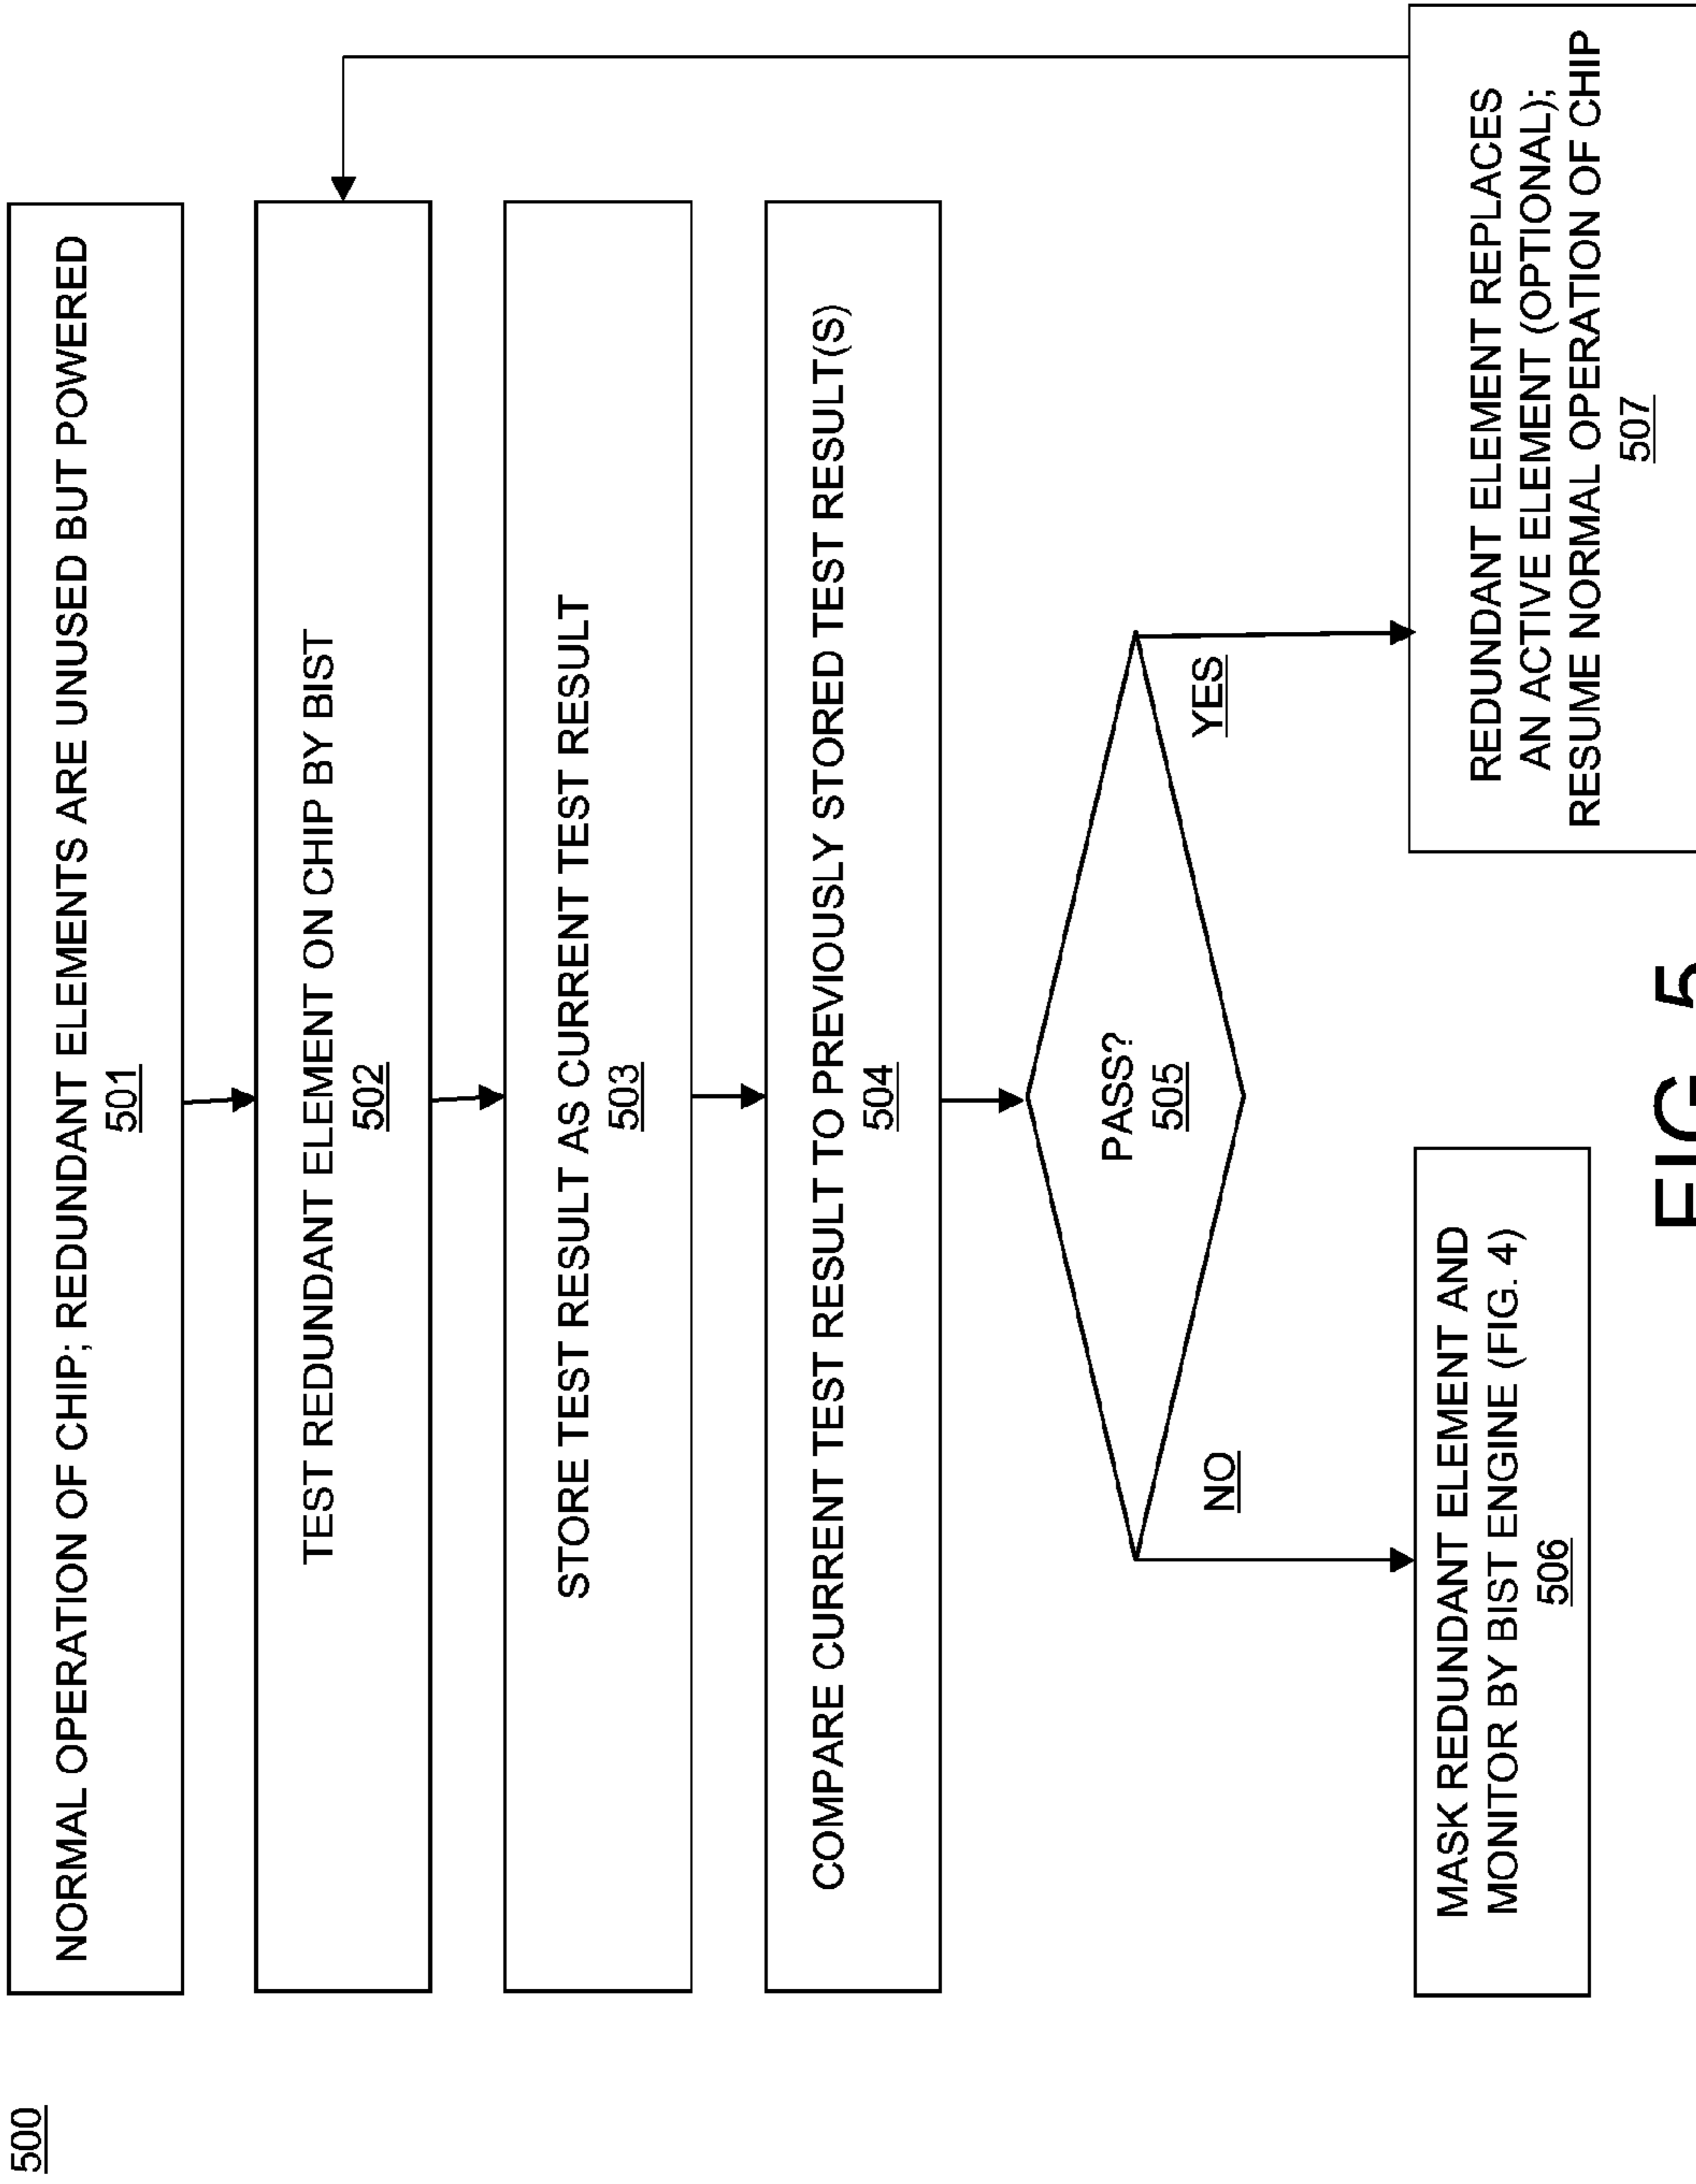 500
NORMAL OPERATION OF CHIP; REDUNDANT ELEMENTS ARE UNUSED BUT POWERED
501
TEST REDUNDANT ELEMENT ON CHIP BY BIST
502
STORE TEST RESULT AS CURRENT TEST RESULT
503
COMPARE CURRENT TEST RESULT TO PREVIOUSLY STORED TEST RESULT(S)
504
PASS?
505
NO
YES
MASK REDUNDANT ELEMENT AND
MONITOR BY BIST ENGINE (FIG. 4)
506
REDUNDANT ELEMENT REPLACES
AN ACTIVE ELEMENT (OPTIONAL);
RESUME NORMAL OPERATION OF CHIP
507
FIG. 5